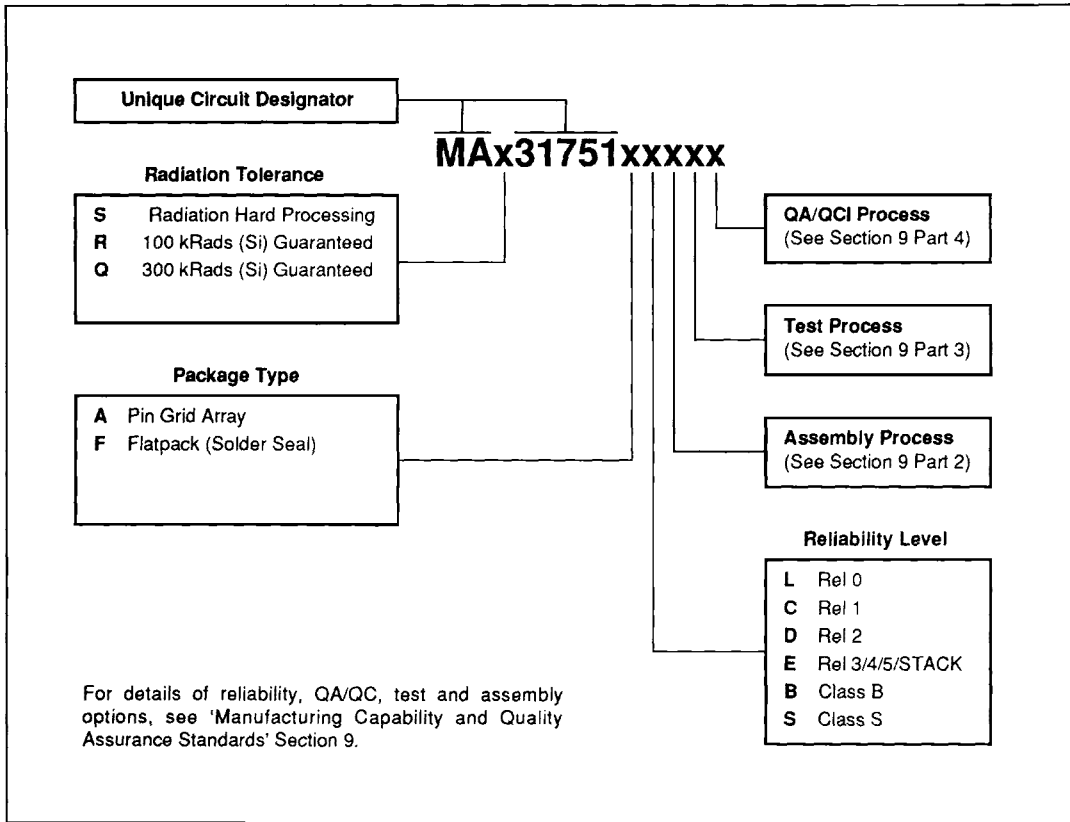 Unique Circuit Designator
MAx31751xxxxx
Radiation Tolerance
S Radiation Hard Processing
R 100 kRads (Si) Guaranteed
Q 300 kRads (Si) Guaranteed
Package Type
A Pin Grid Array
F Flatpack (Solder Seal)
QA/QCI Process
(See Section 9 Part 4)
Test Process
(See Section 9 Part 3)
Assembly Process
(See Section 9 Part 2)
Reliability Level
L Rel 0
C Rel 1
D Rel 2
E Rel 3/4/5/STACK
B Class B
S Class S
For details of reliability, QA/QC, test and assembly
options, see 'Manufacturing Capability and Quality
Assurance Standards' Section 9.